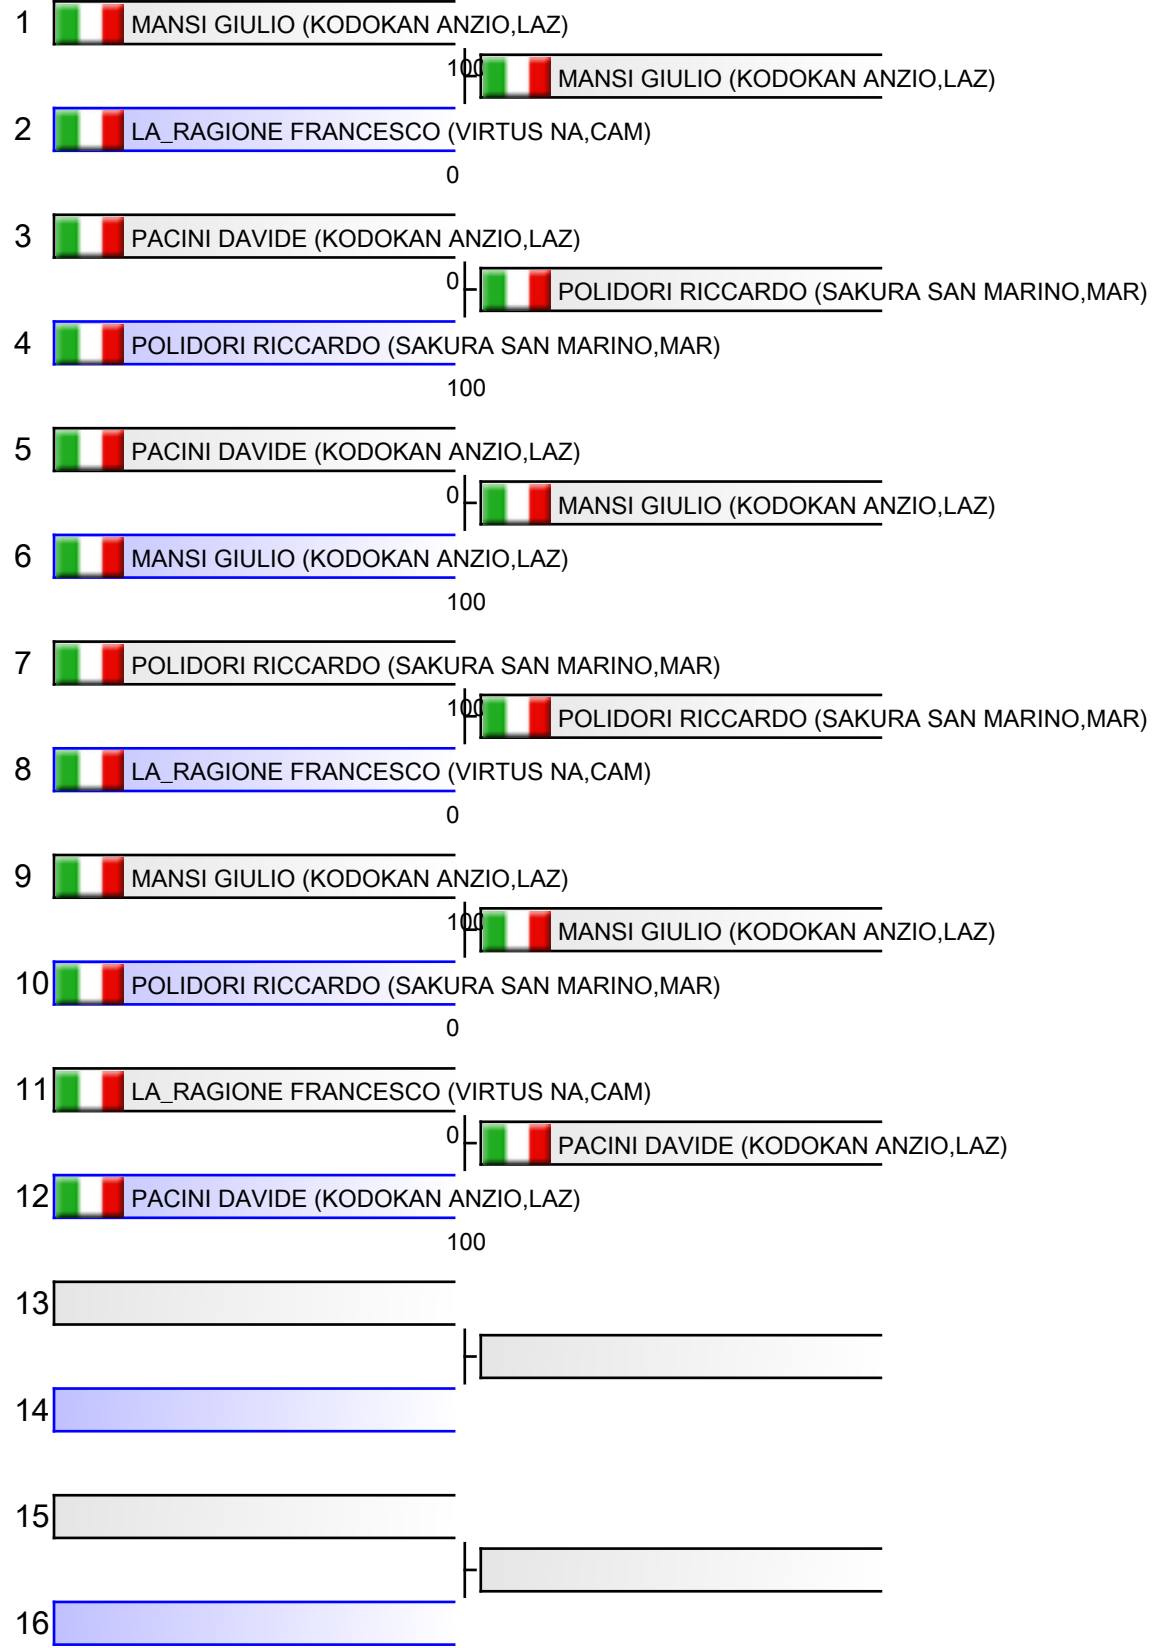 1 MANSI GIULIO (KODOKAN ANZIO,LAZ)
100 MANSI GIULIO (KODOKAN ANZIO,LAZ)
2 LA_RAGIONE FRANCESCO (VIRTUS NA,CAM)
0
3 PACINI DAVIDE (KODOKAN ANZIO,LAZ)
0 POLIDORI RICCARDO (SAKURA SAN MARINO,MAR)
4 POLIDORI RICCARDO (SAKURA SAN MARINO,MAR)
100
5 PACINI DAVIDE (KODOKAN ANZIO,LAZ)
0 MANSI GIULIO (KODOKAN ANZIO,LAZ)
6 MANSI GIULIO (KODOKAN ANZIO,LAZ)
100
7 POLIDORI RICCARDO (SAKURA SAN MARINO,MAR)
100 POLIDORI RICCARDO (SAKURA SAN MARINO,MAR)
8 LA_RAGIONE FRANCESCO (VIRTUS NA,CAM)
0
9 MANSI GIULIO (KODOKAN ANZIO,LAZ)
100 MANSI GIULIO (KODOKAN ANZIO,LAZ)
10 POLIDORI RICCARDO (SAKURA SAN MARINO,MAR)
0
11 LA_RAGIONE FRANCESCO (VIRTUS NA,CAM)
0 PACINI DAVIDE (KODOKAN ANZIO,LAZ)
12 PACINI DAVIDE (KODOKAN ANZIO,LAZ)
100
13
14
15
16